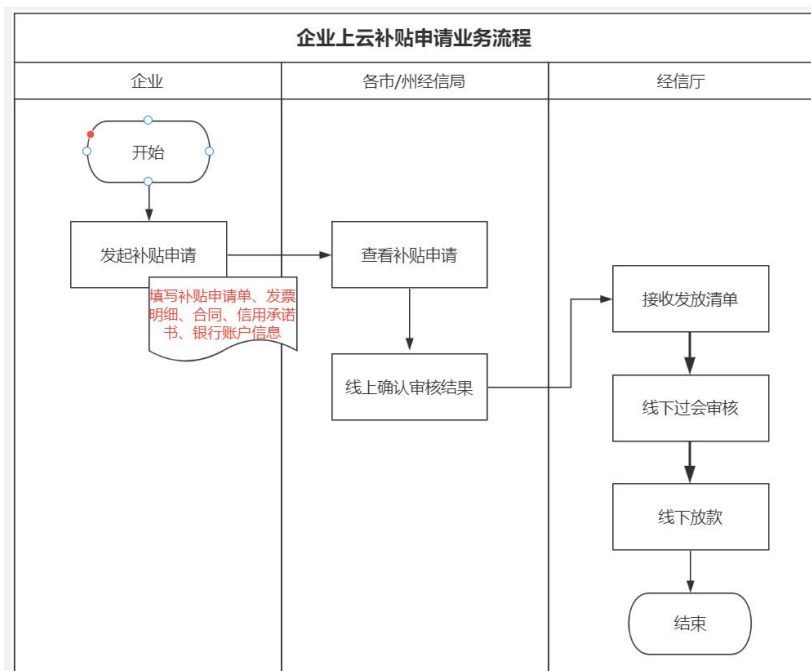 企业上云补贴申请业务流程
企业
各市/州经信局
经信厅
开始
发起补贴申请
查看补贴申请
填写补贴申请单、发票
明细、合同、信用承诺
书、银行账户信息
接收发放清单
线上确认审核结果
线下过会审核
线下放款
结束